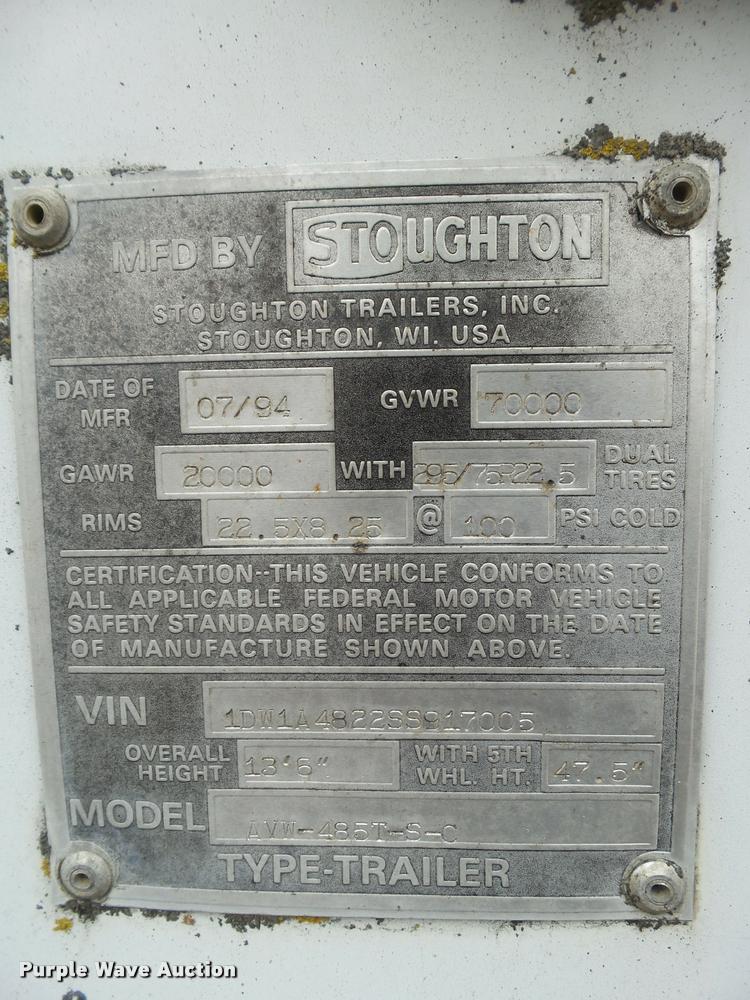 MFD BY STOUGHTON
STOUGHTON TRAILERS, INC.
STOUGHTON, WI. USA
DATE OF MFR 07/94 GVWR 70000
GAWR 20000 WITH 295/75R22.5 DUAL TIRES
RIMS 22.5X8.25 @ 100 PSI COLD
CERTIFICATION--THIS VEHICLE CONFORMS TO
ALL APPLICABLE FEDERAL MOTOR VEHICLE
SAFETY STANDARDS IN EFFECT ON THE DATE
OF MANUFACTURE SHOWN ABOVE.
VIN 1DW1A4822SS917005
OVERALL HEIGHT 13'6" WITH 5TH WHL. HT. 47.5"
MODEL AVW-485T-S-C
TYPE-TRAILER
Purple Wave Auction